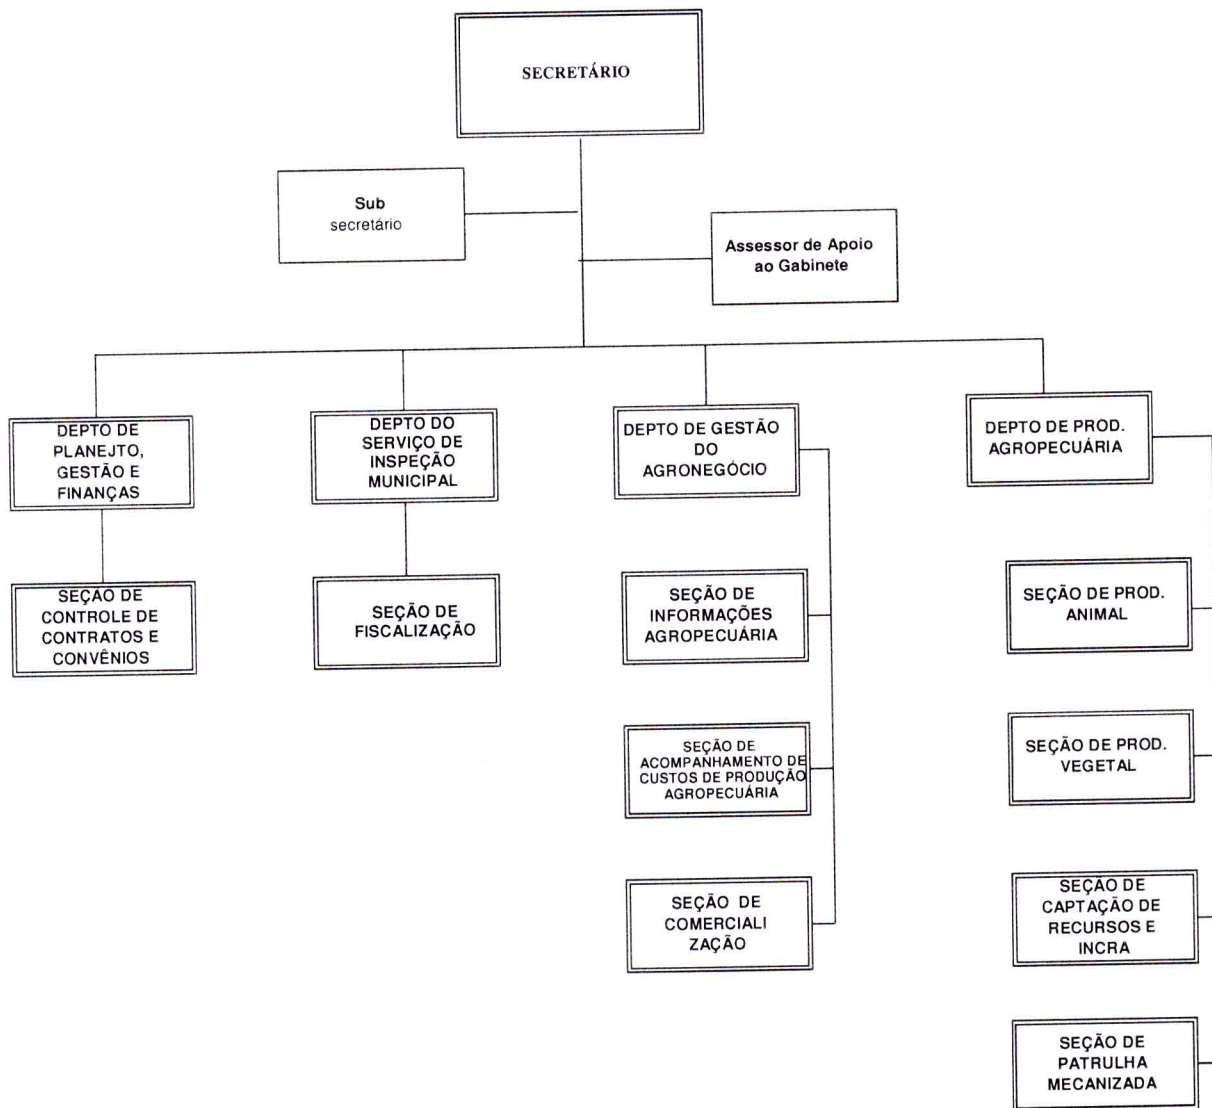 SECRETÁRIO
Sub
secretário
Assessor de Apoio
ao Gabinete
DEPTO DE
PLANEJTO,
GESTÃO E
FINANÇAS
DEPTO DO
SERVIÇO DE
INSPEÇÃO
MUNICIPAL
DEPTO DE GESTÃO
DO
AGRONEGÓCIO
DEPTO DE PROD.
AGROPECUÁRIA
SEÇÃO DE
CONTROLE DE
CONTRATOS E
CONVÊNIOS
SEÇÃO DE
FISCALIZAÇÃO
SEÇÃO DE
INFORMAÇÕES
AGROPECUÁRIA
SEÇÃO DE PROD.
ANIMAL
SEÇÃO DE
ACOMPANHAMENTO DE
CUSTOS DE PRODUÇÃO
AGROPECUÁRIA
SEÇÃO DE PROD.
VEGETAL
SEÇÃO DE
COMERCIALI
ZAÇÃO
SEÇÃO DE
CAPTAÇÃO DE
RECURSOS E
INCRA
SEÇÃO DE
PATRULHA
MECANIZADA